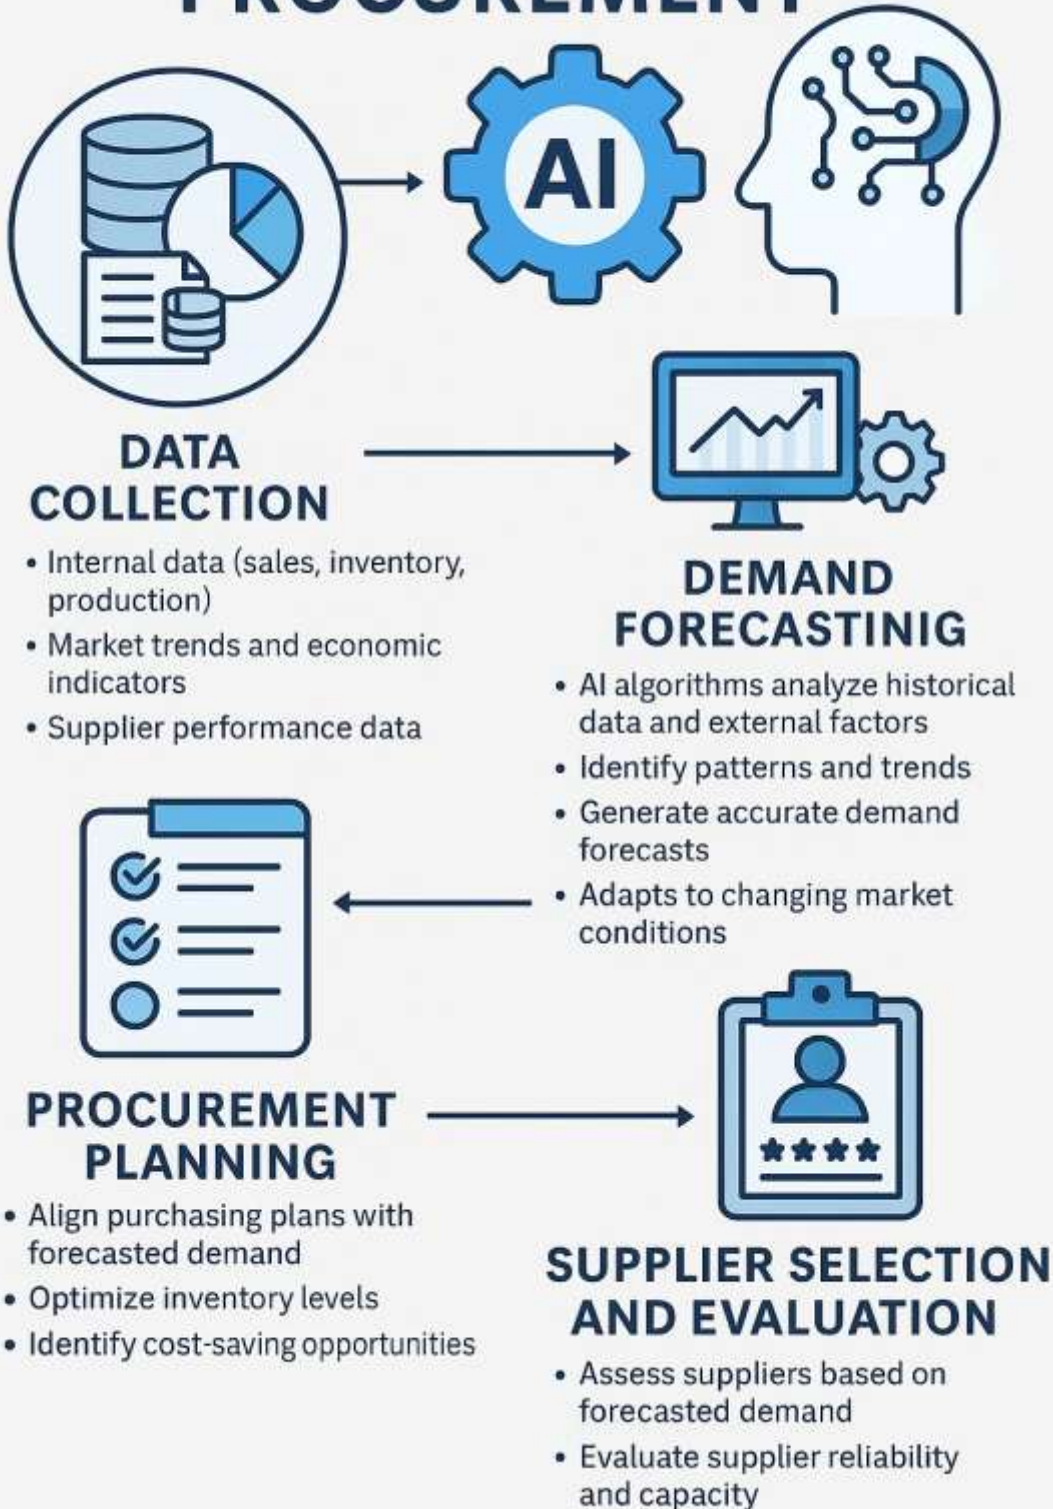 PROCUREMENT
AI
DATA
COLLECTION
• Internal data (sales, inventory,
production)
• Market trends and economic
indicators
• Supplier performance data
DEMAND
FORECASTINIG
• AI algorithms analyze historical
data and external factors
• Identify patterns and trends
• Generate accurate demand
forecasts
• Adapts to changing market
conditions
PROCUREMENT
PLANNING
• Align purchasing plans with
forecasted demand
• Optimize inventory levels
• Identify cost-saving opportunities
SUPPLIER SELECTION
AND EVALUATION
• Assess suppliers based on
forecasted demand
• Evaluate supplier reliability
and capacity